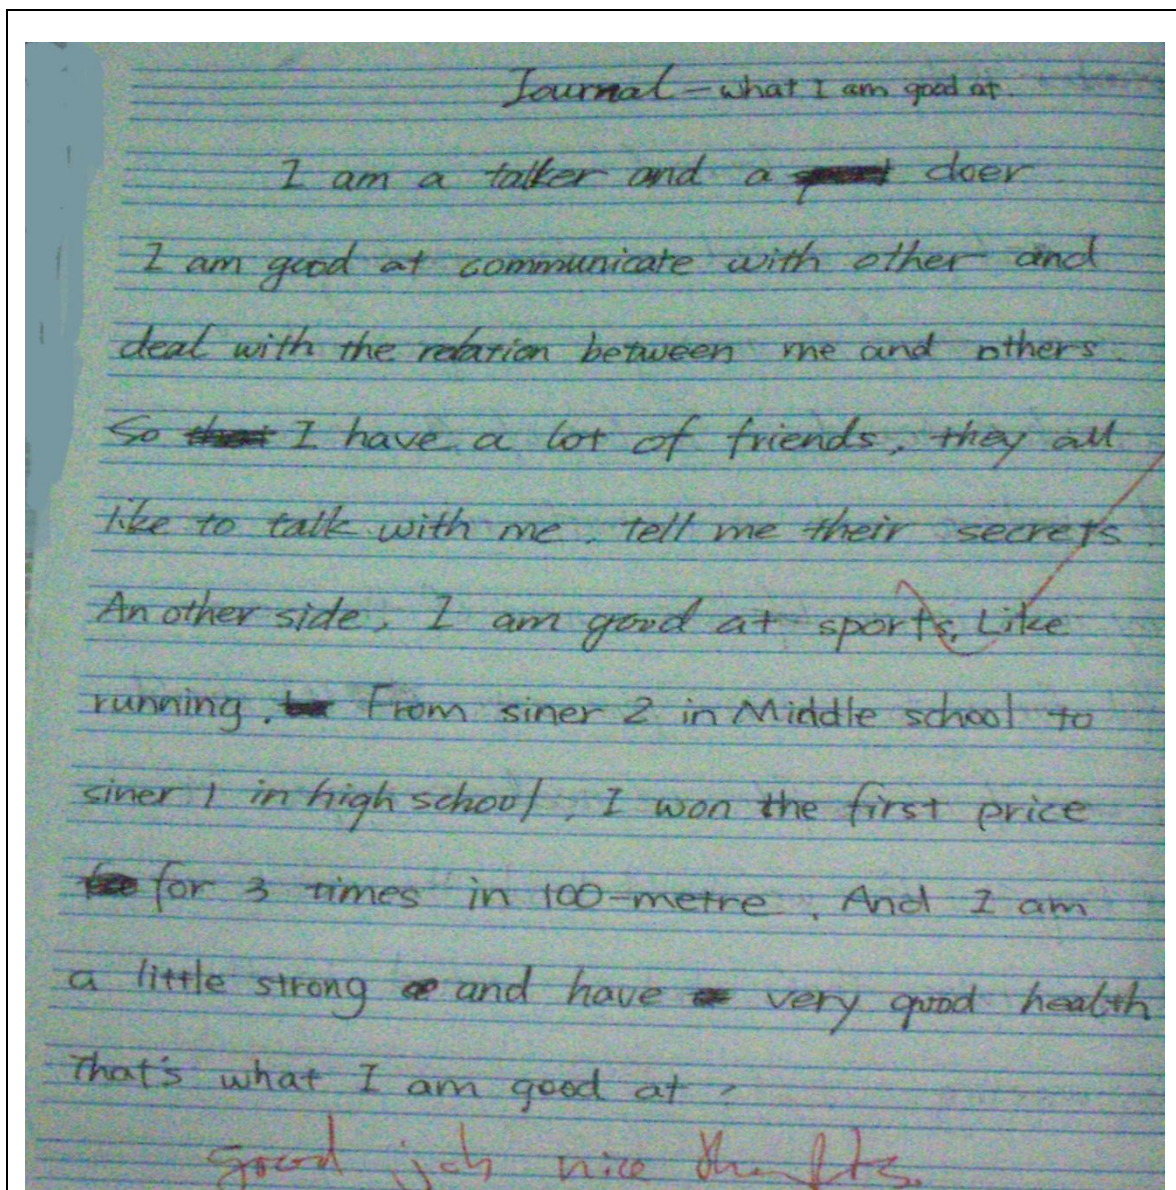 Journal - what I am good at.
I am a talker and a doer
I am good at communicate with other and
deal with the relation between me and others.
So I have a lot of friends, they all
like to talk with me, tell me their secrets.
Another side, I am good at sports. Like
running. From siner 2 in Middle school to
siner 1 in high school, I won the first price
for 3 times in 100-metre. And I am
a little strong and have very good health
That's what I am good at.
Good job nice